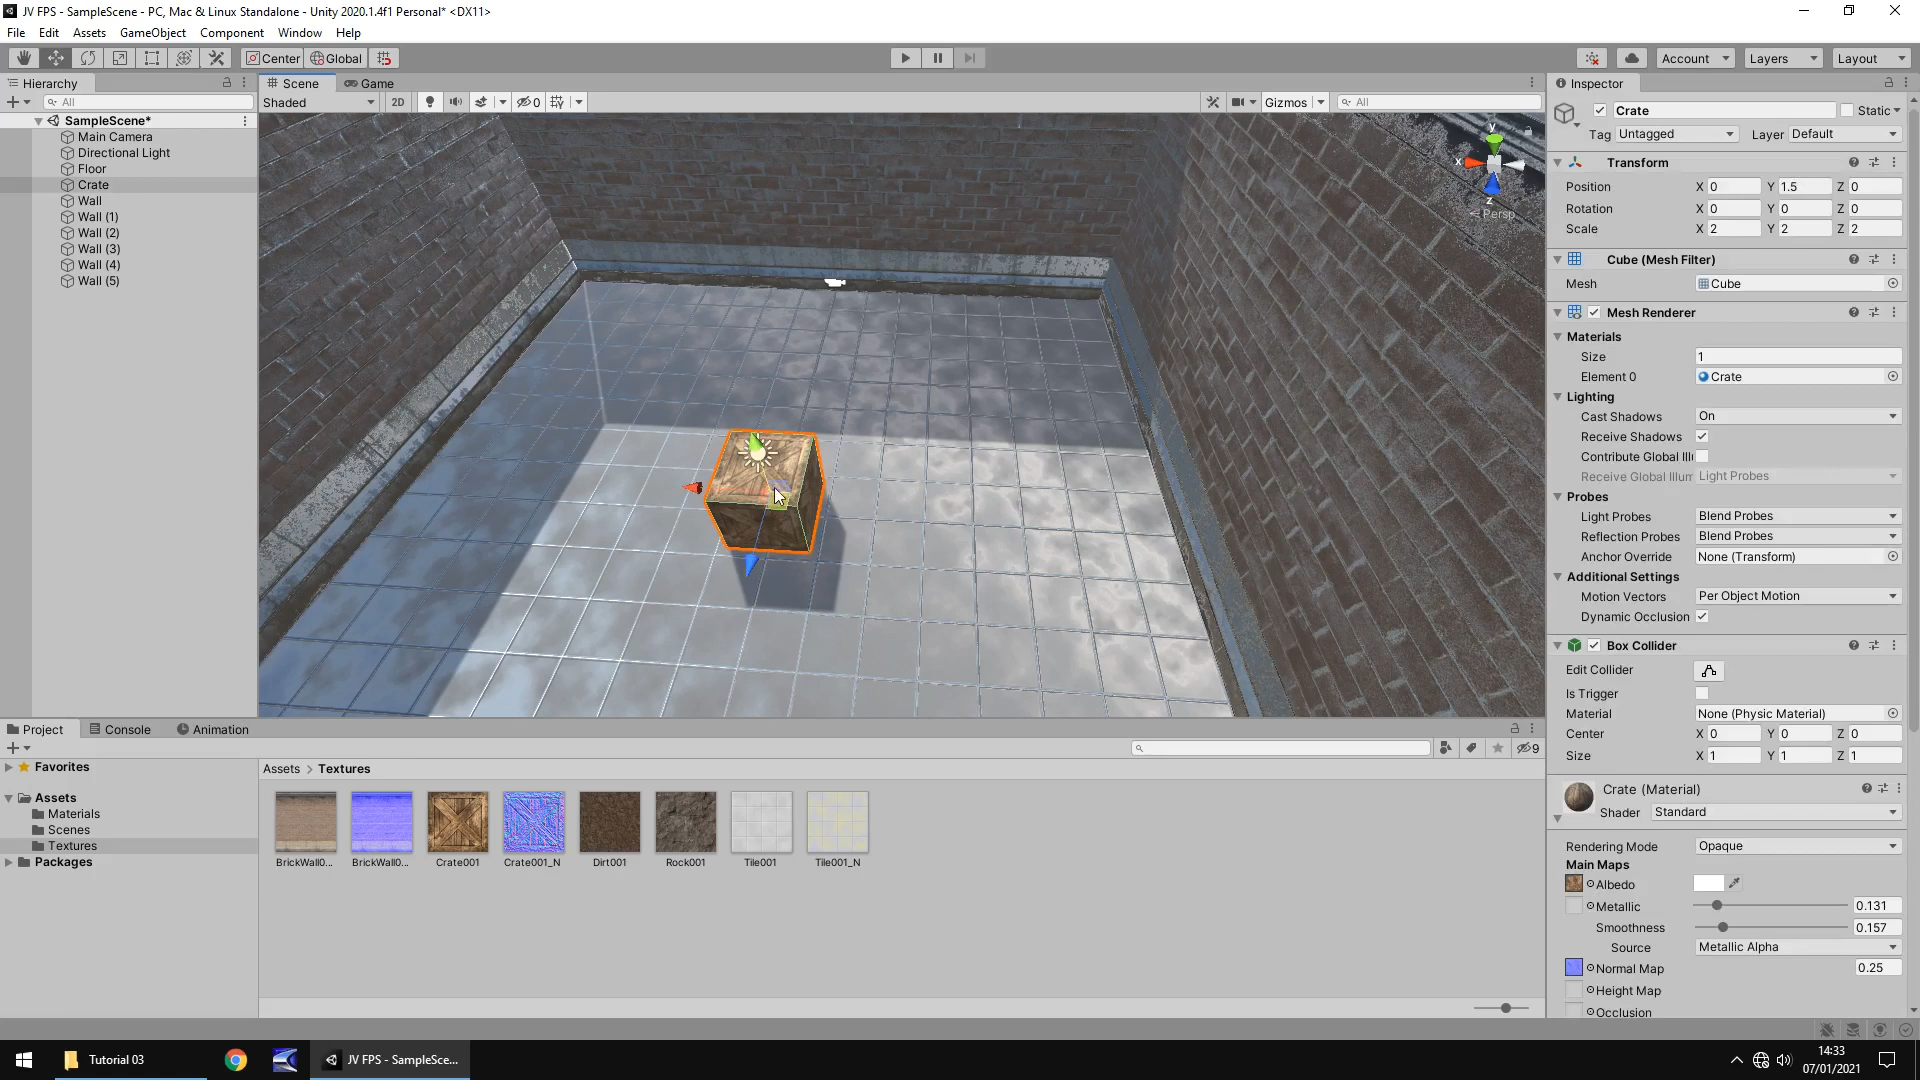 JV FPS - SampleScene - PC, Mac & Linux Standalone - Unity 2020.1.4f1 Personal* <DX11>
File Edit Assets GameObject Component Window Help
Center Global Account Layers Layout
Hierarchy
All
SampleScene*
Main Camera
Directional Light
Floor
Crate
Wall
Wall (1)
Wall (2)
Wall (3)
Wall (4)
Wall (5)
Scene Game
Shaded 2D 0 Gizmos All
y
x
z
< Persp
Inspector
Crate Static
Tag Untagged Layer Default
Transform
Position X 0 Y 1.5 Z 0
Rotation X 0 Y 0 Z 0
Scale X 2 Y 2 Z 2
Cube (Mesh Filter)
Mesh Cube
Mesh Renderer
Materials
Size 1
Element 0 Crate
Lighting
Cast Shadows On
Receive Shadows
Contribute Global Illu
Receive Global Illum Light Probes
Probes
Light Probes Blend Probes
Reflection Probes Blend Probes
Anchor Override None (Transform)
Additional Settings
Motion Vectors Per Object Motion
Dynamic Occlusion
Box Collider
Edit Collider
Is Trigger
Material None (Physic Material)
Center X 0 Y 0 Z 0
Size X 1 Y 1 Z 1
Crate (Material)
Shader Standard
Rendering Mode Opaque
Main Maps
Albedo
Metallic 0.131
Smoothness 0.157
Source Metallic Alpha
Normal Map 0.25
Height Map
Occlusion
Project Console Animation
9
Favorites
Assets
Materials
Scenes
Textures
Packages
Assets > Textures
BrickWall0... BrickWall0... Crate001 Crate001_N Dirt001 Rock001 Tile001 Tile001_N
Tutorial 03 JV FPS - SampleSce...
14:33
07/01/2021